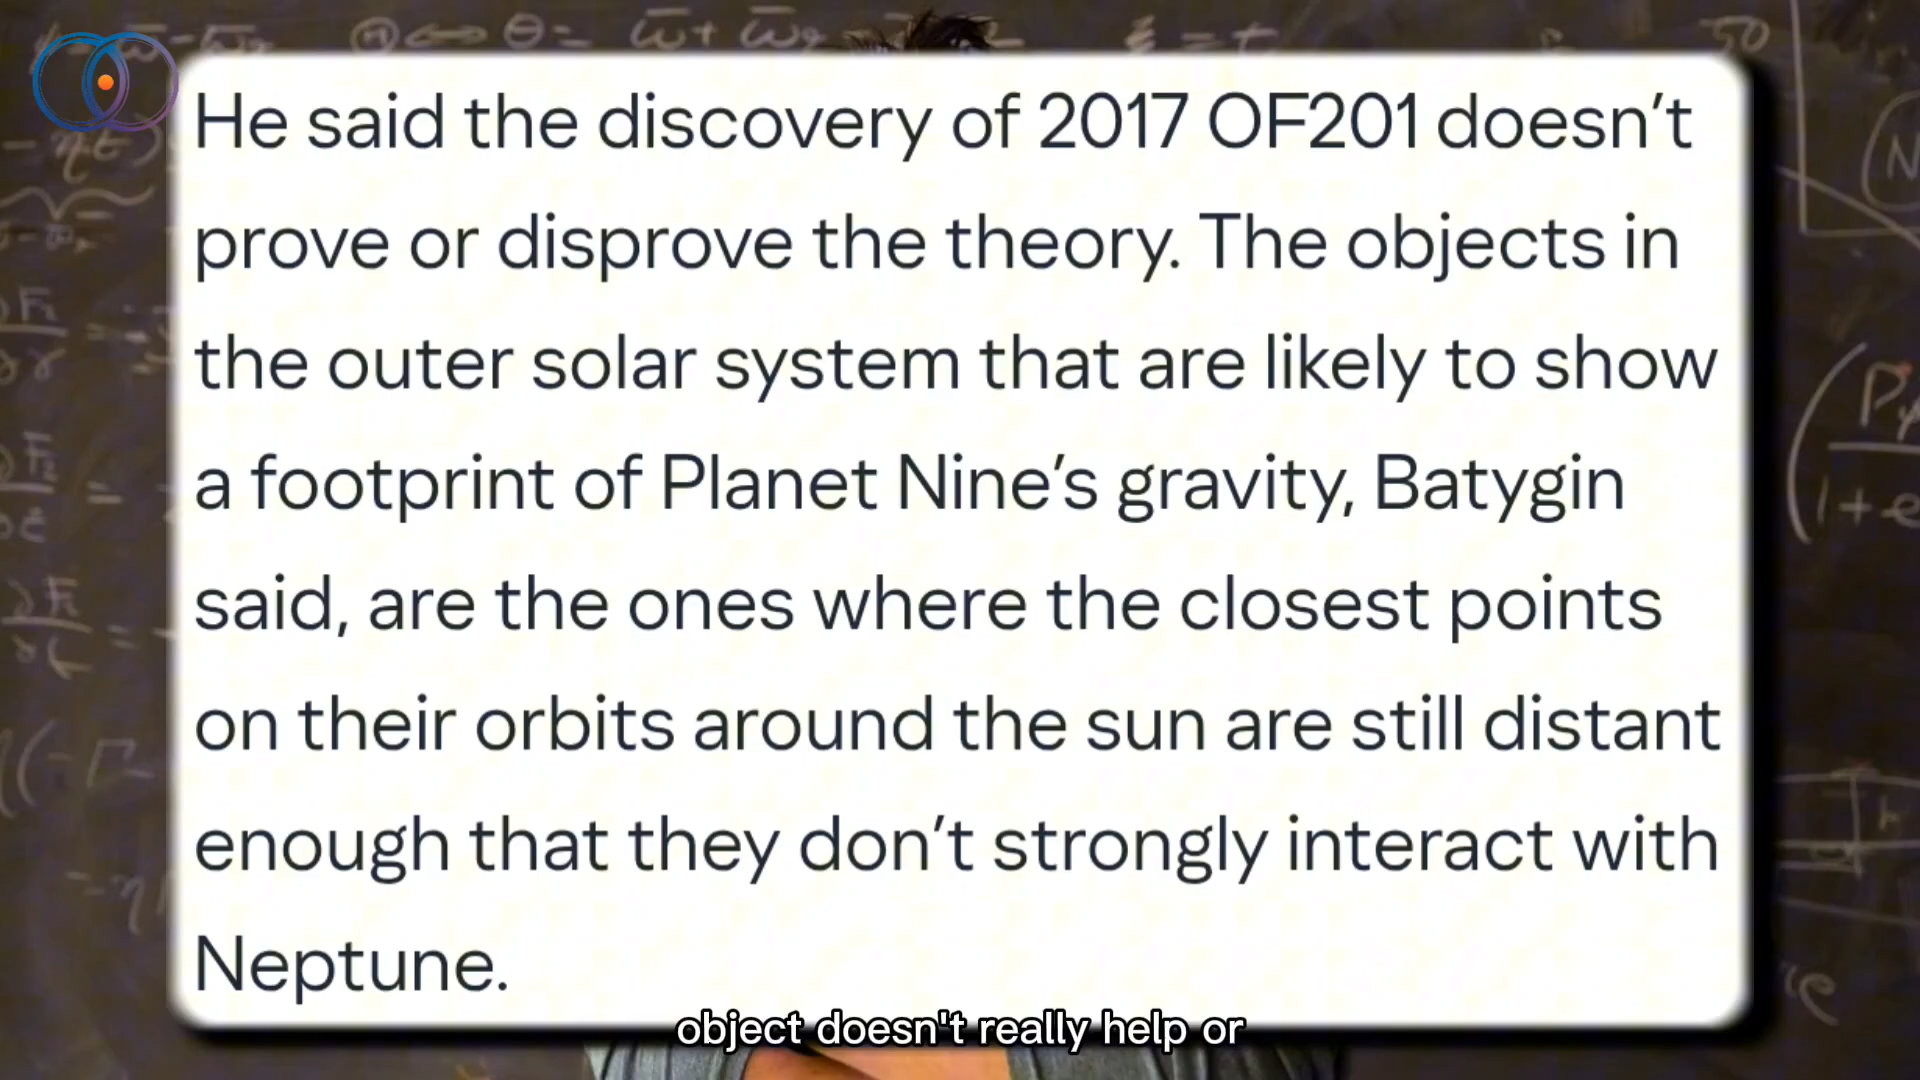 He said the discovery of 2017 OF201 doesn’t
prove or disprove the theory. The objects in
the outer solar system that are likely to show
a footprint of Planet Nine’s gravity, Batygin
said, are the ones where the closest points
on their orbits around the sun are still distant
enough that they don’t strongly interact with
Neptune.
object doesn't really help or